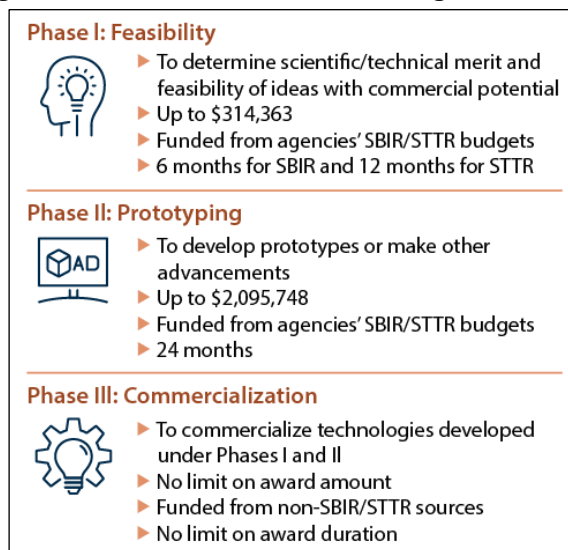 Phase I: Feasibility
▶ To determine scientific/technical merit and
feasibility of ideas with commercial potential
▶ Up to $314,363
▶ Funded from agencies' SBIR/STTR budgets
▶ 6 months for SBIR and 12 months for STTR
Phase II: Prototyping
AD
▶ To develop prototypes or make other
advancements
▶ Up to $2,095,748
▶ Funded from agencies' SBIR/STTR budgets
▶ 24 months
Phase III: Commercialization
▶ To commercialize technologies developed
under Phases I and II
▶ No limit on award amount
▶ Funded from non-SBIR/STTR sources
▶ No limit on award duration